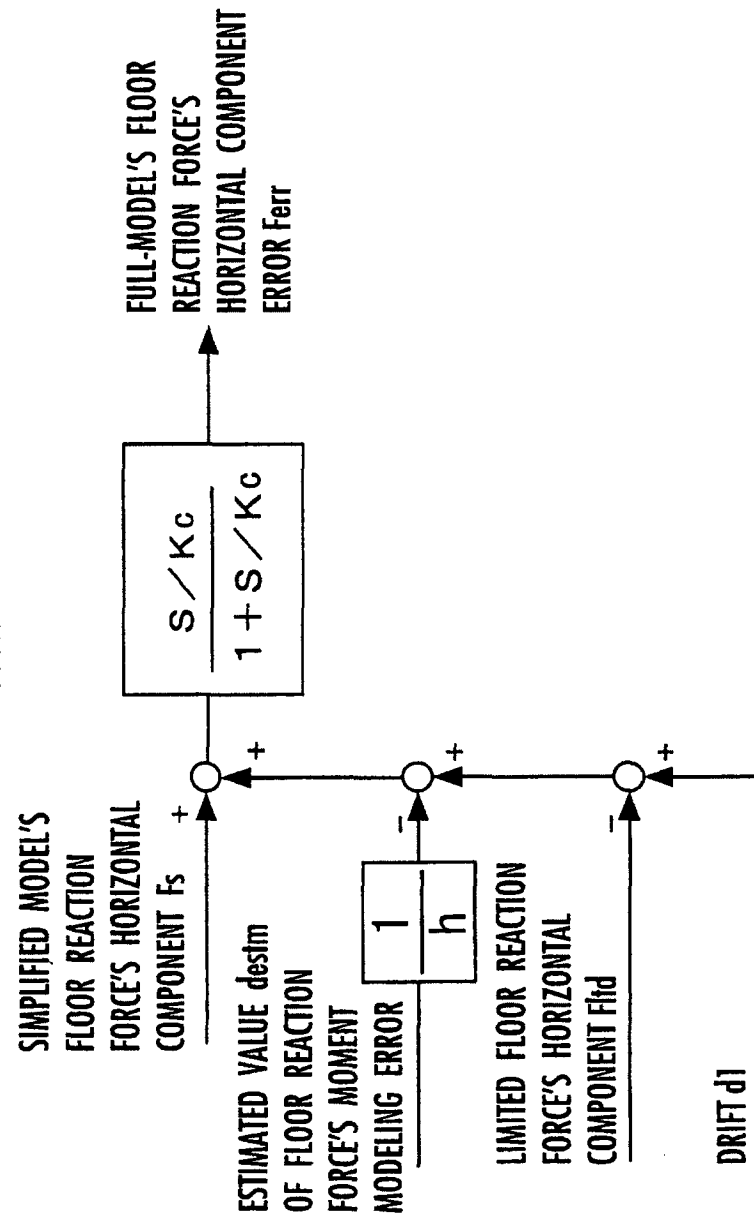 SIMPLIFIED MODEL'S
FLOOR REACTION
FORCE'S HORIZONTAL
COMPONENT Fs
+
+
S/Kc
1+S/Kc
FULL-MODEL'S FLOOR
REACTION FORCE'S
HORIZONTAL COMPONENT
ERROR Ferr
ESTIMATED VALUE destm
OF FLOOR REACTION
FORCE'S MOMENT
MODELING ERROR
1
h
-
+
LIMITED FLOOR REACTION
FORCE'S HORIZONTAL
COMPONENT Fltd
-
+
DRIFT d1